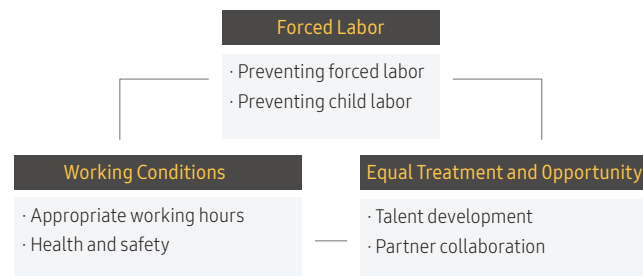 Forced Labor
· Preventing forced labor
· Preventing child labor
Working Conditions
· Appropriate working hours
· Health and safety
Equal Treatment and Opportunity
· Talent development
· Partner collaboration